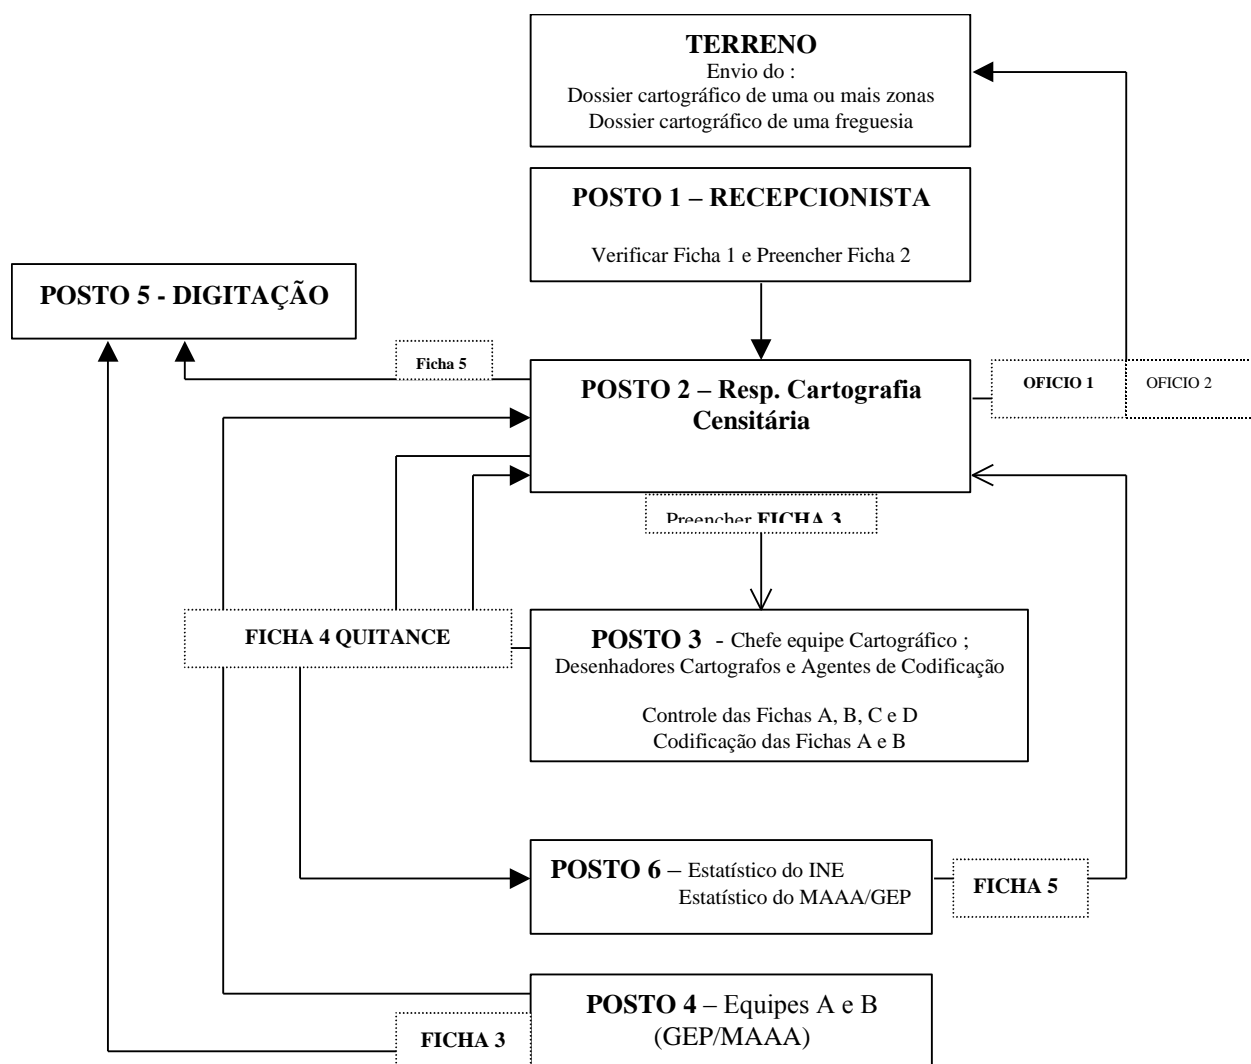 TERRENO
Envio do :
Dossier cartográfico de uma ou mais zonas
Dossier cartográfico de uma freguesia
POSTO 1 – RECEPCIONISTA
Verificar Ficha 1 e Preencher Ficha 2
POSTO 5 - DIGITAÇÃO
Ficha 5
POSTO 2 – Resp. Cartografia
Censitária
OFICIO 1
OFICIO 2
Preencher FICHA 3
FICHA 4 QUITANCE
POSTO 3 - Chefe equipe Cartográfico ;
Desenhadores Cartografos e Agentes de Codificação
Controle das Fichas A, B, C e D
Codificação das Fichas A e B
POSTO 6 – Estatístico do INE
Estatístico do MAAA/GEP
FICHA 5
POSTO 4 – Equipes A e B
(GEP/MAAA)
FICHA 3